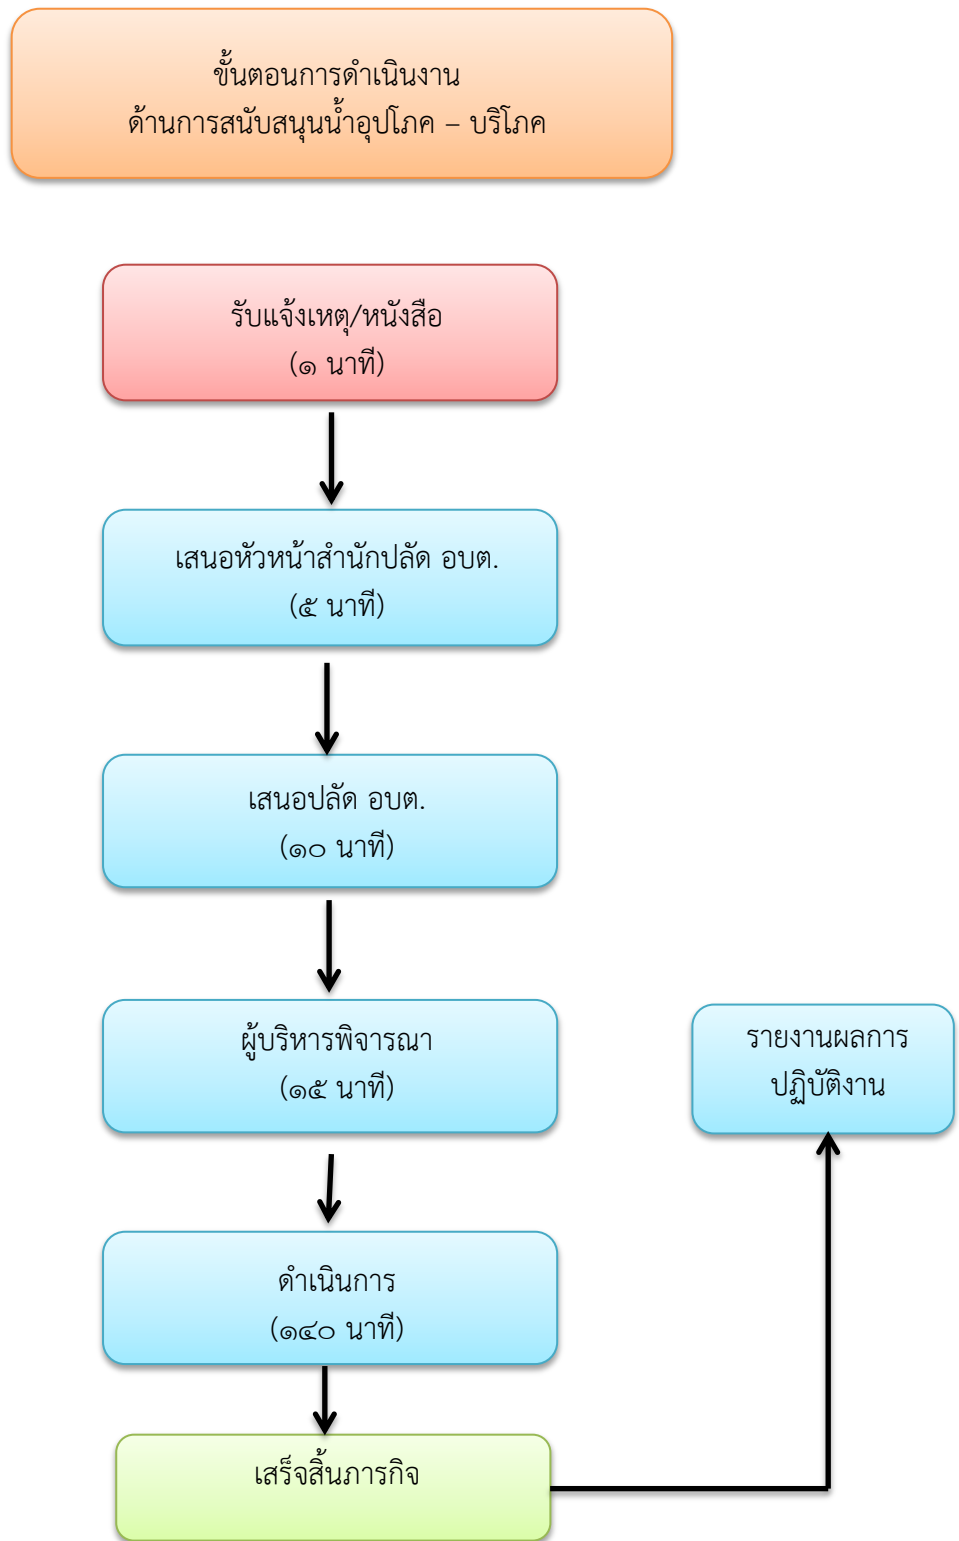 ขั้นตอนการดำเนินงาน
ด้านการสนับสนุนน้ำอุปโภค – บริโภค
รับแจ้งเหตุ/หนังสือ
(๑ นาที)
เสนอหัวหน้าสำนักปลัด อบต.
(๕ นาที)
เสนอปลัด อบต.
(๑๐ นาที)
ผู้บริหารพิจารณา
(๑๕ นาที)
รายงานผลการ
ปฏิบัติงาน
ดำเนินการ
(๑๔๐ นาที)
เสร็จสิ้นภารกิจ